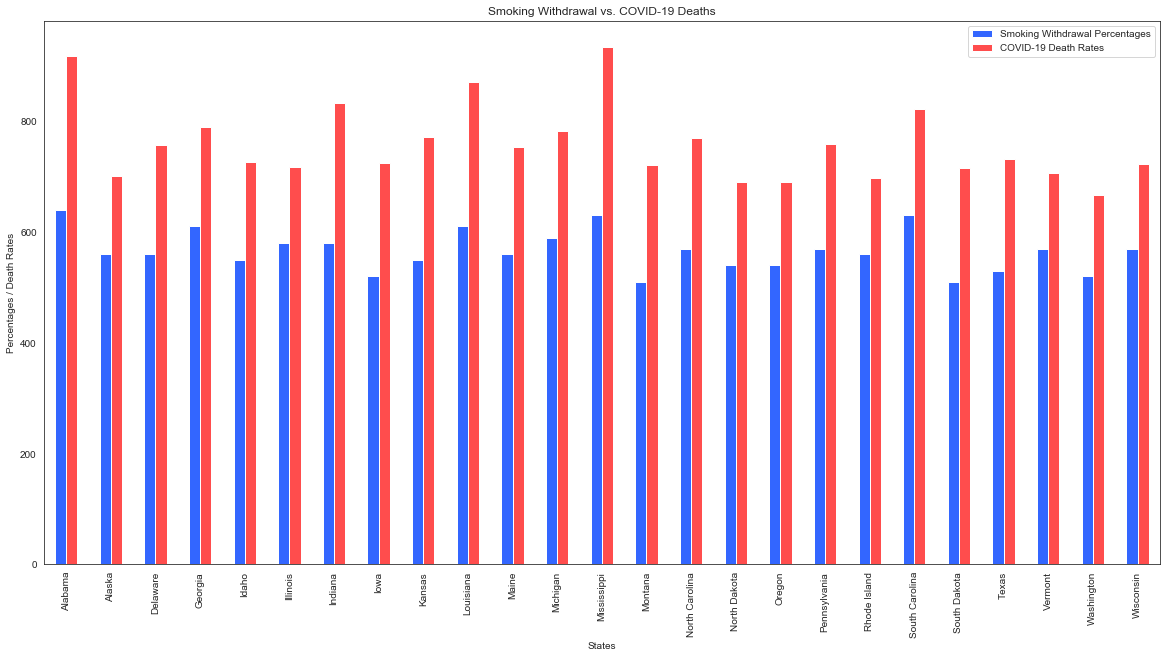 Smoking Withdrawal vs. COVID-19 Deaths
Smoking Withdrawal Percentages
COVID-19 Death Rates
Percentages / Death Rates
800
600
400
200
0
Alabama
Alaska
Delaware
Georgia
Idaho
Illinois
Indiana
Iowa
Kansas
Louisiana
Maine
Michigan
Mississippi
Montana
North Carolina
North Dakota
Oregon
Pennsylvania
Rhode Island
South Carolina
South Dakota
Texas
Vermont
Washington
Wisconsin
States